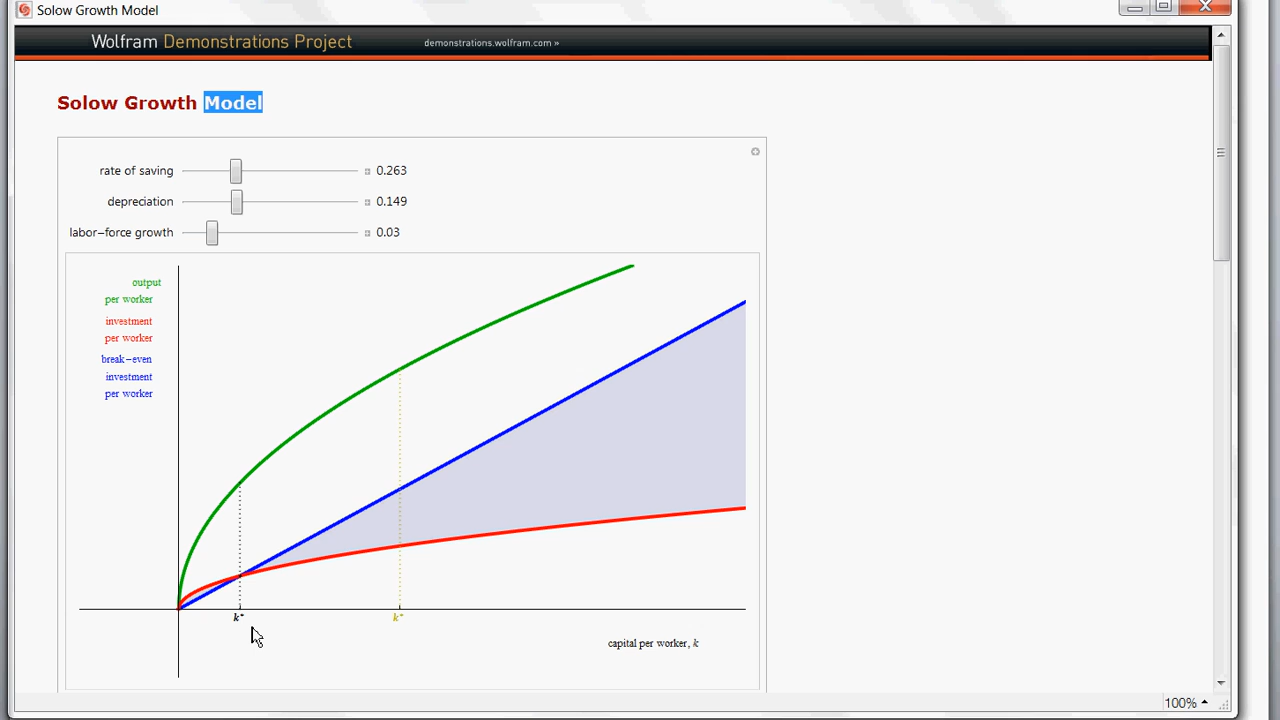 Solow Growth Model
Wolfram Demonstrations Project
demonstrations.wolfram.com »
Solow Growth Model
rate of saving 0.263
depreciation 0.149
labor-force growth 0.03
output
per worker
investment
per worker
break-even
investment
per worker
k* k*
capital per worker, k
100%